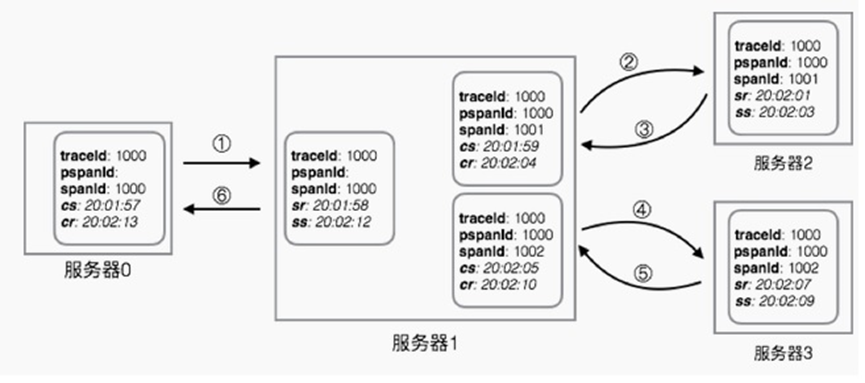 traceId: 1000
pspanId:
spanId: 1000
cs: 20:01:57
cr: 20:02:13
服务器0
①
⑥
traceId: 1000
pspanId:
spanId: 1000
sr: 20:01:58
ss: 20:02:12
traceId: 1000
pspanId: 1000
spanId: 1001
cs: 20:01:59
cr: 20:02:04
traceId: 1000
pspanId: 1000
spanId: 1002
cs: 20:02:05
cr: 20:02:10
服务器1
②
③
traceId: 1000
pspanId: 1000
spanId: 1001
sr: 20:02:01
ss: 20:02:03
服务器2
④
⑤
traceId: 1000
pspanId: 1000
spanId: 1002
sr: 20:02:07
ss: 20:02:09
服务器3